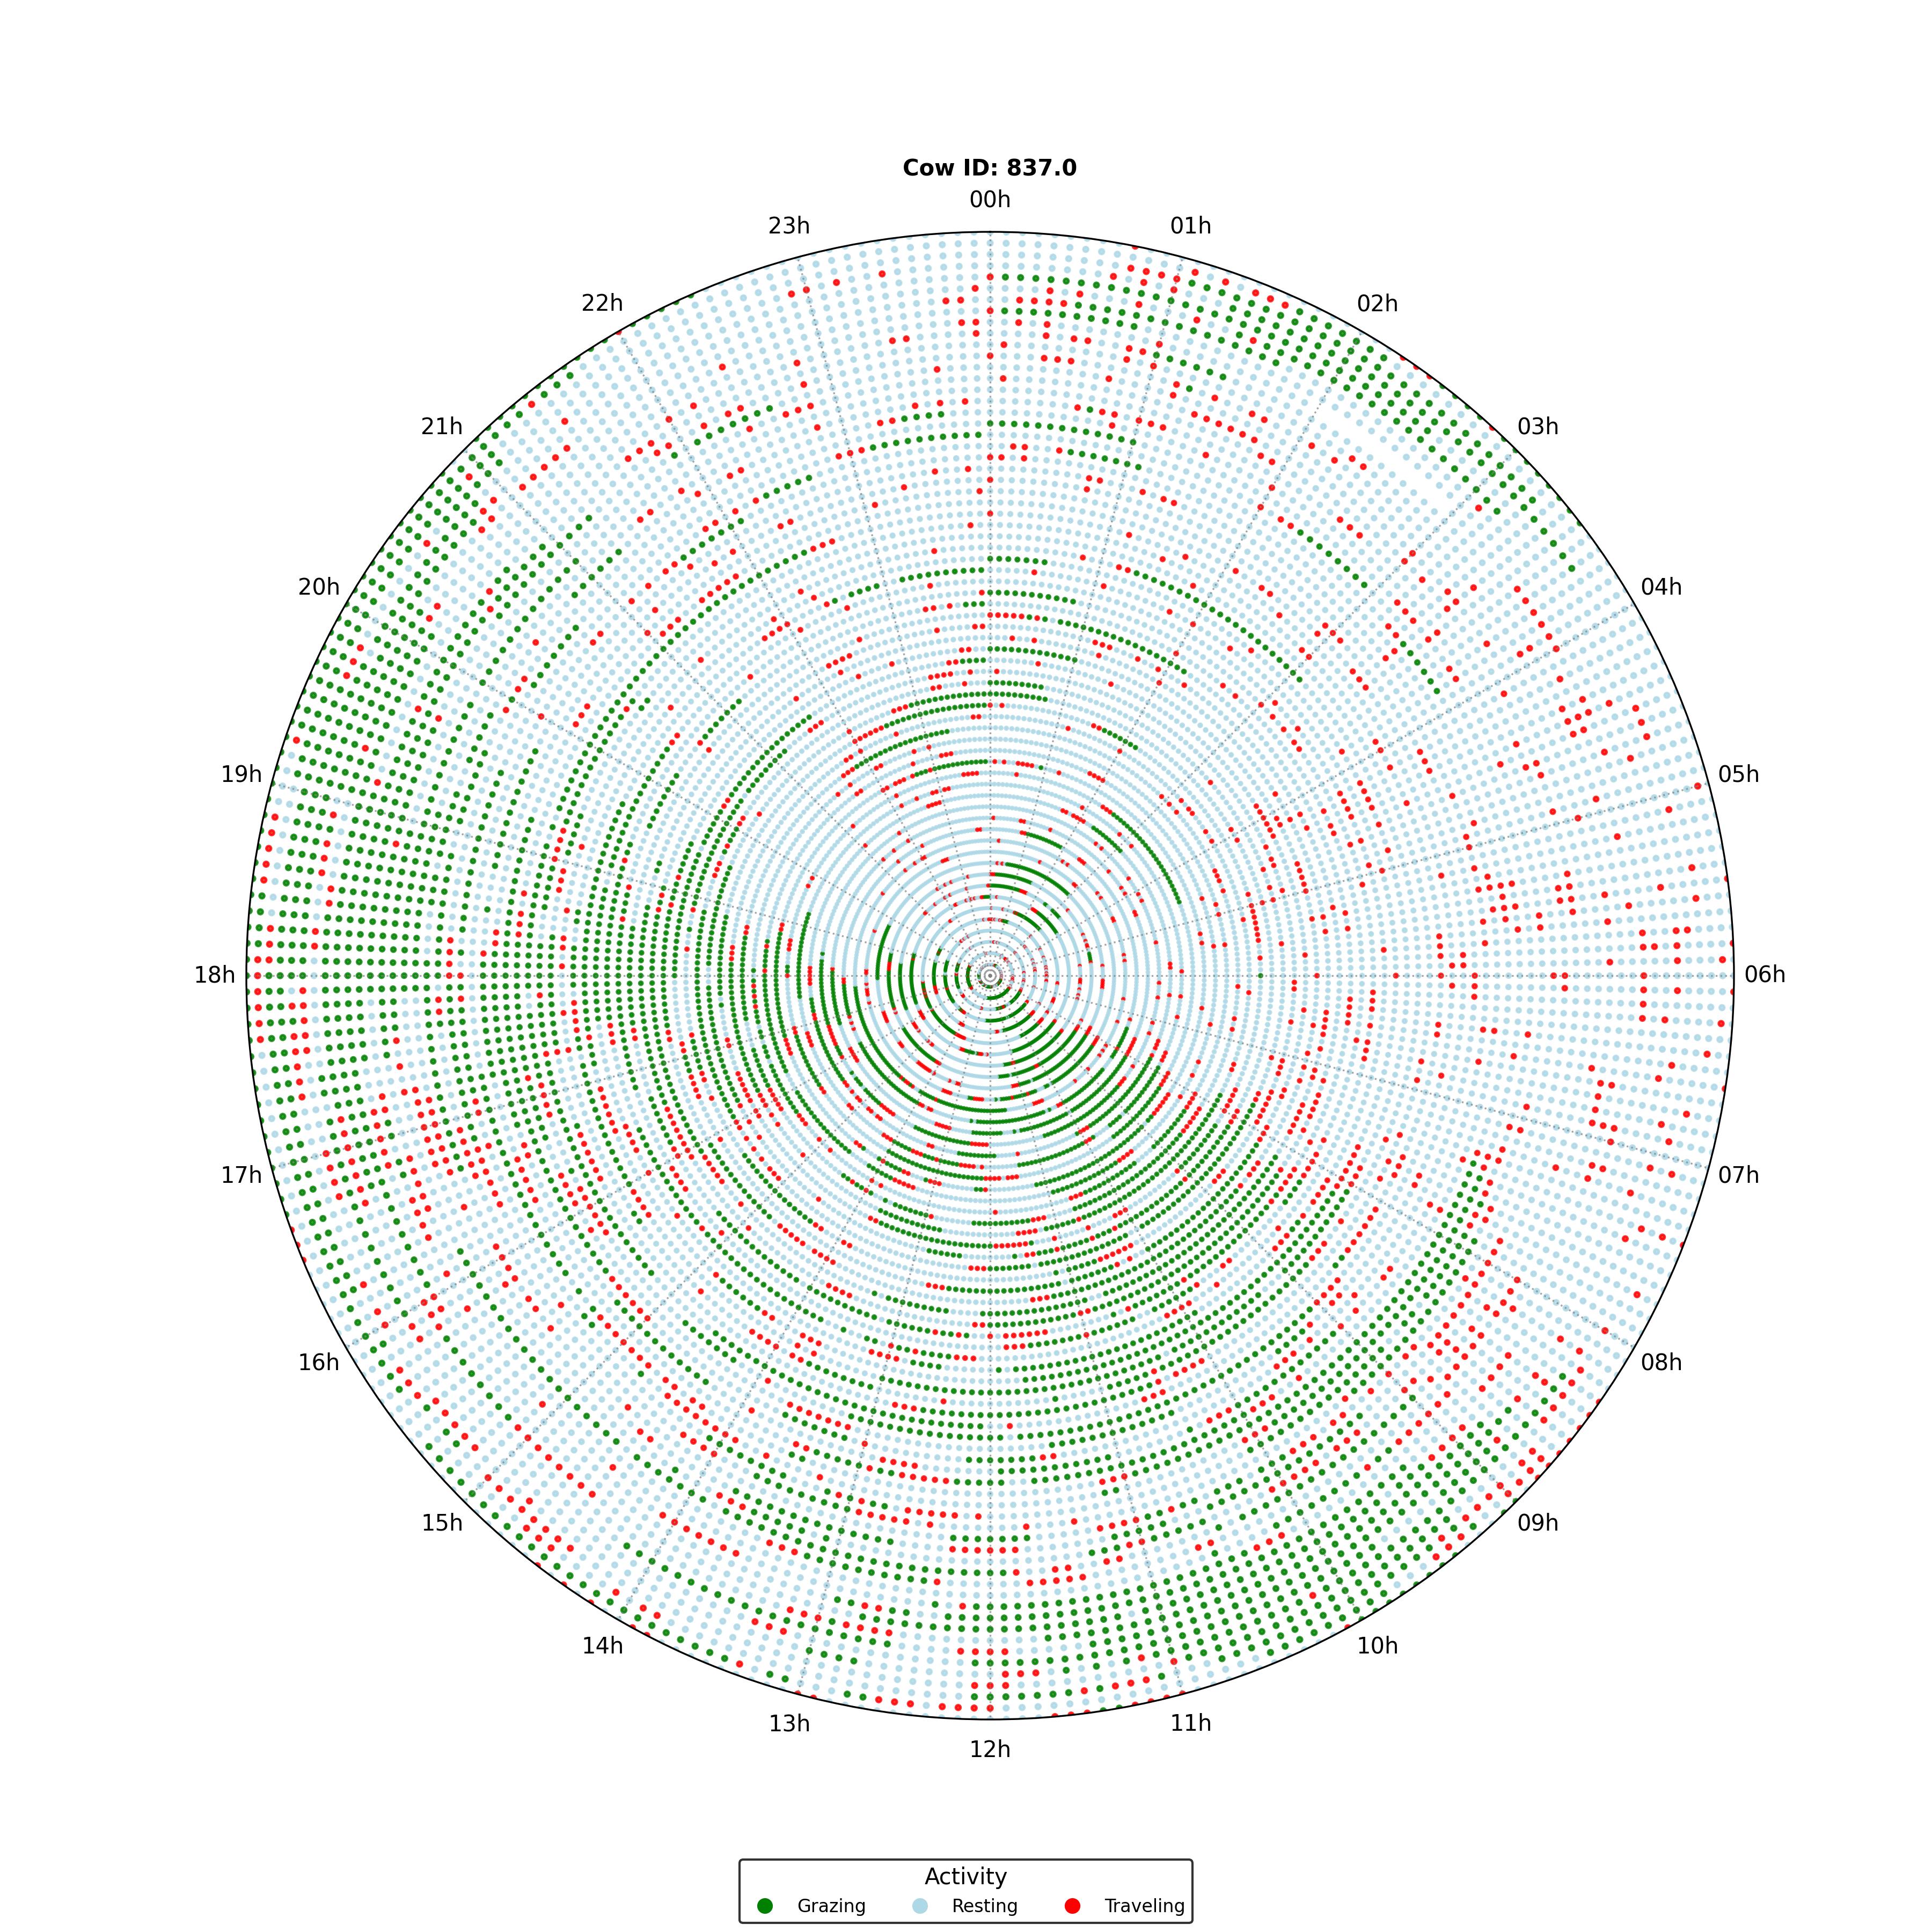 Cow ID: 837.0
00h
01h
02h
03h
04h
05h
06h
07h
08h
09h
10h
11h
12h
13h
14h
15h
16h
17h
18h
19h
20h
21h
22h
23h
Activity
Grazing Resting Traveling